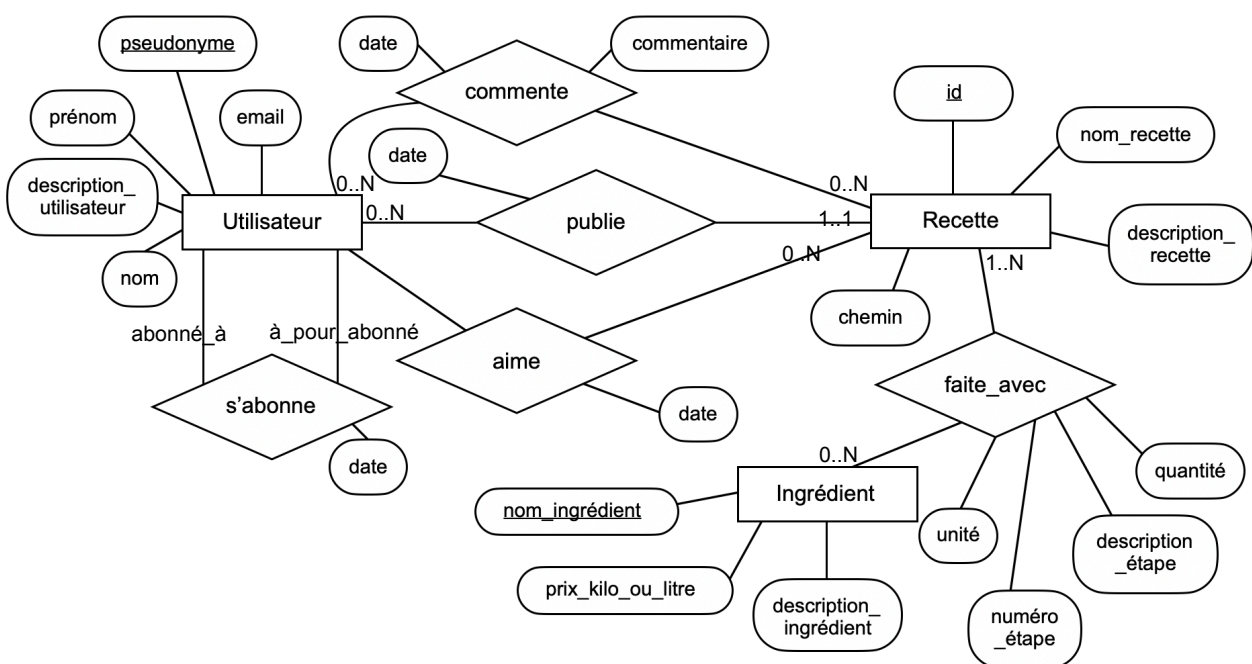 pseudonyme
date
commentaire
commente
id
prénom
email
nom_recette
date
description_
utilisateur
0..N
0..N
0..N
Utilisateur
publie
1..1
Recette
description_
recette
0..N
1..N
nom
chemin
abonné_à
à_pour_abonné
aime
s'abonne
faite_avec
date
date
0..N
quantité
Ingrédient
nom_ingrédient
unité
description
_étape
prix_kilo_ou_litre
description_
ingrédient
numéro
_étape